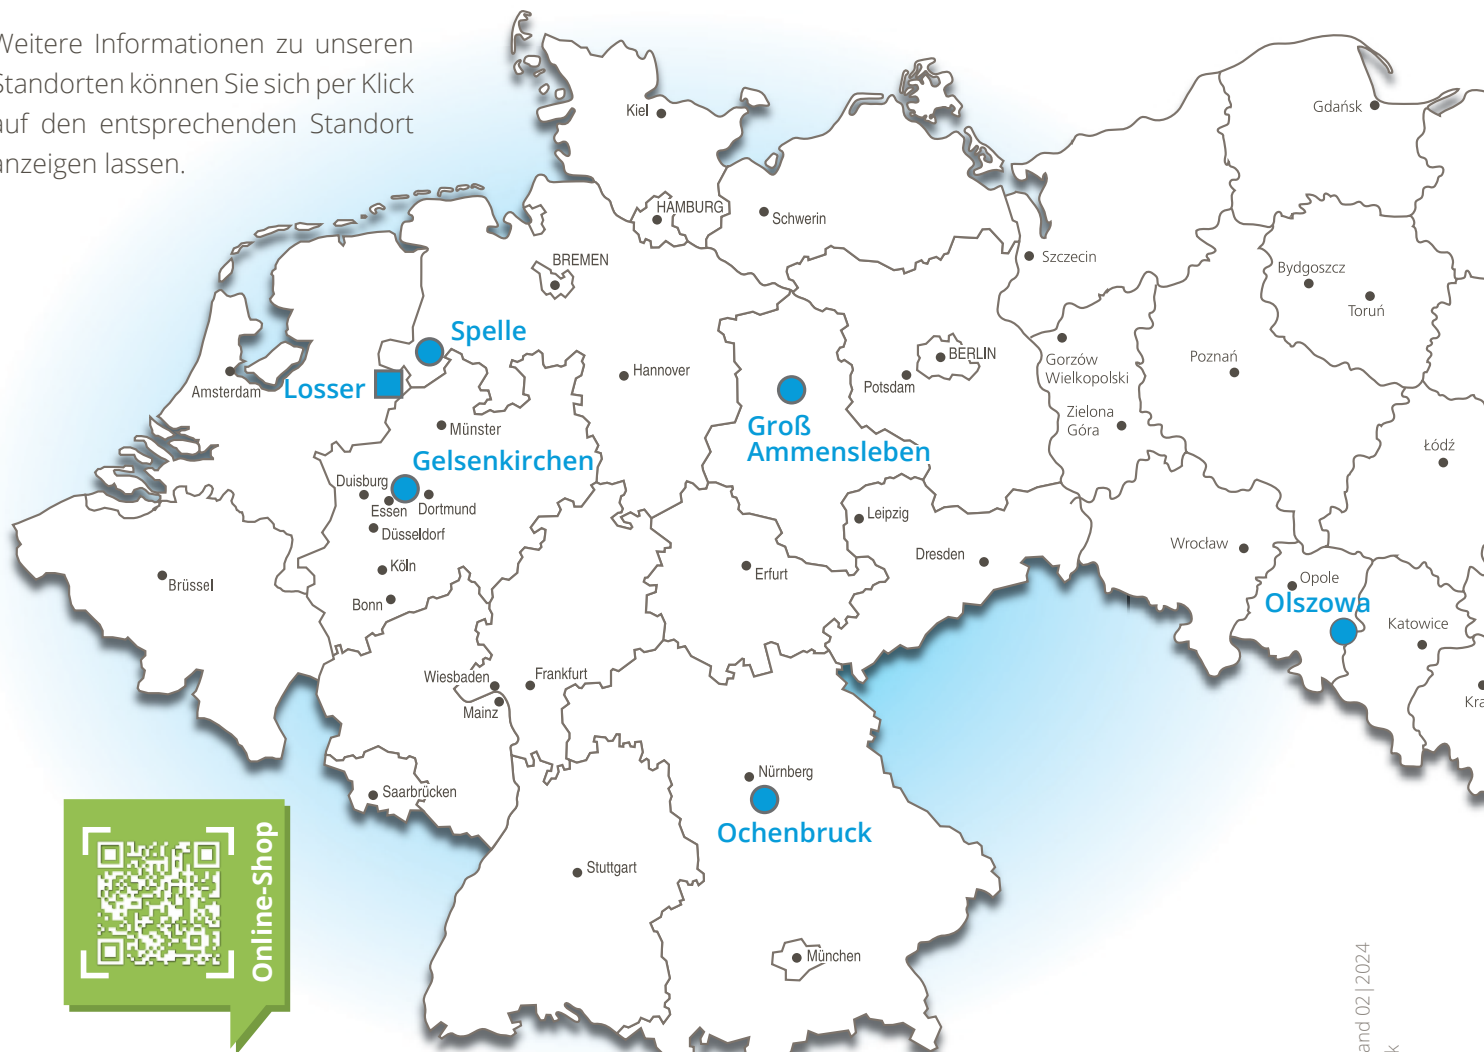 Weitere Informationen zu unseren
Standorten können Sie sich per Klick
auf den entsprechenden Standort
anzeigen lassen.
Kiel
Gdańsk
HAMBURG
Schwerin
BREMEN
Szczecin
Bydgoszcz
Toruń
Spelle
Hannover
BERLIN
Potsdam
Gorzów
Wielkopolski
Poznań
Amsterdam
Losser
Zielona
Góra
Münster
Groß
Ammensleben
Łódź
Gelsenkirchen
Duisburg
Essen
Dortmund
Düsseldorf
Leipzig
Dresden
Wrocław
Köln
Erfurt
Brüssel
Bonn
Opole
Olszowa
Katowice
Wiesbaden
Frankfurt
Mainz
Kra
Nürnberg
Saarbrücken
Ochenbruck
Online-Shop
Stuttgart
München
and 02|2024
k